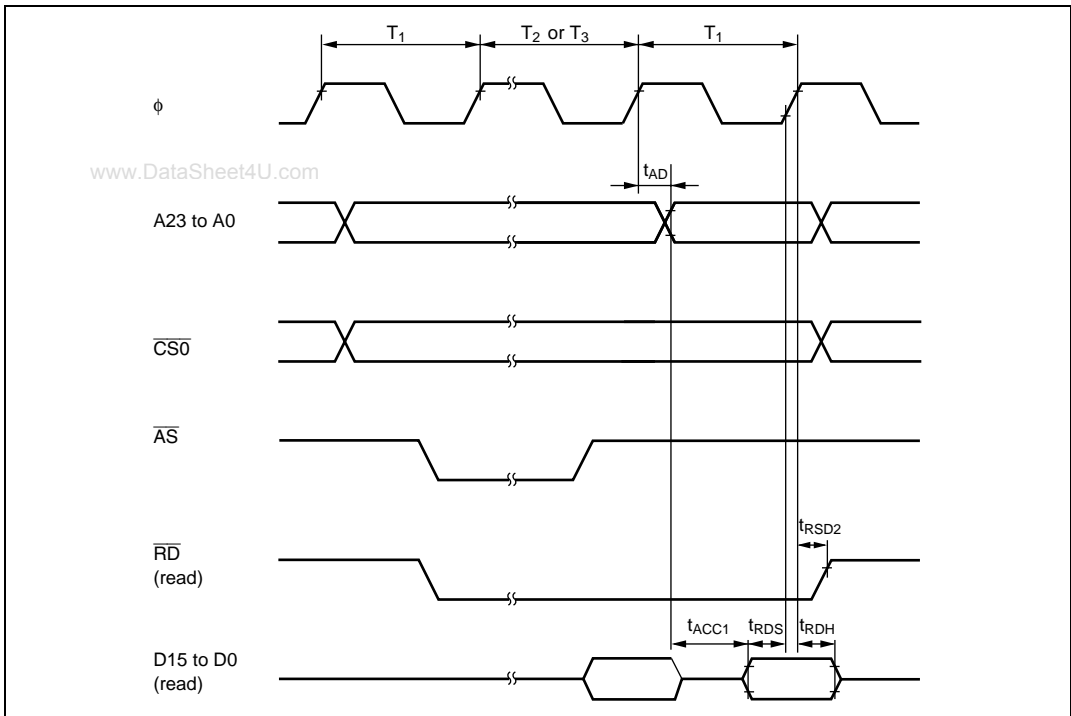 T1 T2 or T3 T1
φ
www.DataSheet4U.com
tAD
A23 to A0
CS0
AS
tRSD2
RD
(read)
tACC1 tRDS tRDH
D15 to D0
(read)